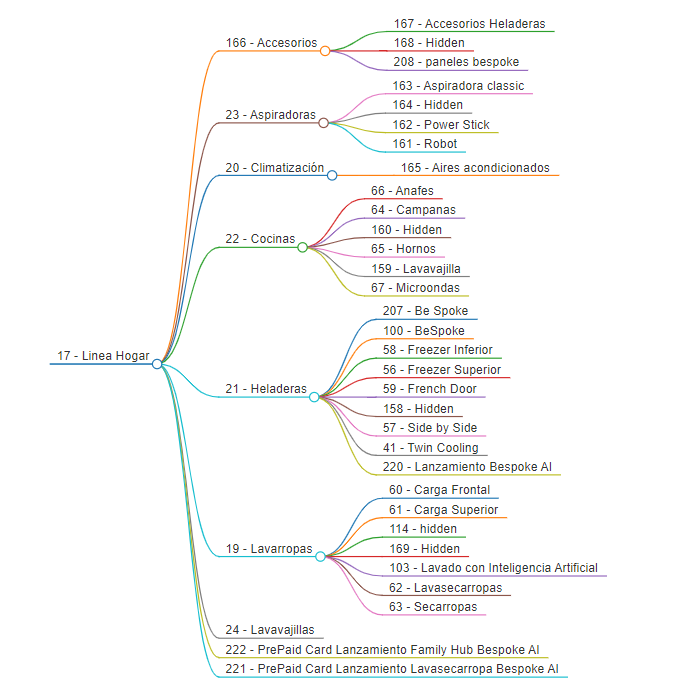 17 - Linea Hogar
166 - Accesorios
167 - Accesorios Heladeras
168 - Hidden
208 - paneles bespoke
23 - Aspiradoras
163 - Aspiradora classic
164 - Hidden
162 - Power Stick
161 - Robot
20 - Climatización
165 - Aires acondicionados
22 - Cocinas
66 - Anafes
64 - Campanas
160 - Hidden
65 - Hornos
159 - Lavavajilla
67 - Microondas
21 - Heladeras
207 - Be Spoke
100 - BeSpoke
58 - Freezer Inferior
56 - Freezer Superior
59 - French Door
158 - Hidden
57 - Side by Side
41 - Twin Cooling
220 - Lanzamiento Bespoke AI
19 - Lavarropas
60 - Carga Frontal
61 - Carga Superior
114 - hidden
169 - Hidden
103 - Lavado con Inteligencia Artificial
62 - Lavasecarropas
63 - Secarropas
24 - Lavavajillas
222 - PrePaid Card Lanzamiento Family Hub Bespoke AI
221 - PrePaid Card Lanzamiento Lavasecarropa Bespoke AI